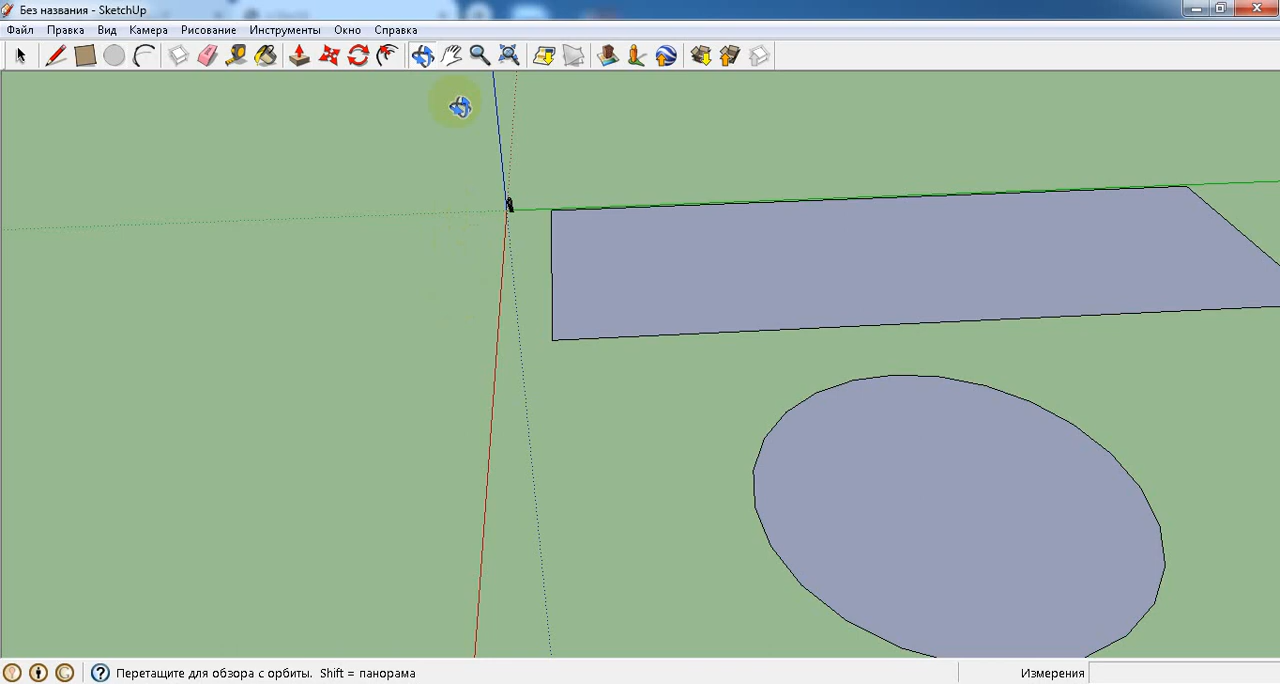 Без названия - SketchUp
Файл Правка Вид Камера Рисование Инструменты Окно Справка
Перетащите для обзора с орбиты. Shift = панорама Измерения